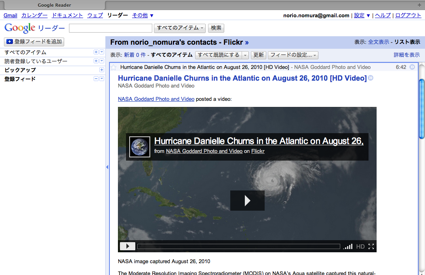 Google Reader
Gmail カレンダー ドキュメント ウェブ リーダー その他 ▼
norio.nomura@gmail.com | 設定 ▼ | ヘルプ | ログアウト
Google リーダー すべてのアイテム 検索
登録フィードを追加
すべてのアイテム
読者登録しているユーザー
ピックアップ
登録フィード
From norio_nomura's contacts - Flickr »
表示: 全文表示 - リスト表示
表示: 新着 0 件 - すべてのアイテム すべて既読にする 更新 フィードの設定... 詳細を表示
Hurricane Danielle Churns in the Atlantic on August 26, 2010 [HD Video] - NASA Goddard Photo and Video 6:42
Hurricane Danielle Churns in the Atlantic on August 26, 2010 [HD Video]
NASA Goddard Photo and Video
NASA Goddard Photo and Video posted a video:
Hurricane Danielle Churns in the Atlantic on August 26,
from NASA Goddard Photo and Video on Flickr
HD
NASA image captured August 26, 2010
The Moderate Resolution Imaging Spectroradiometer (MODIS) on NASA's Aqua satellite captured this natural-